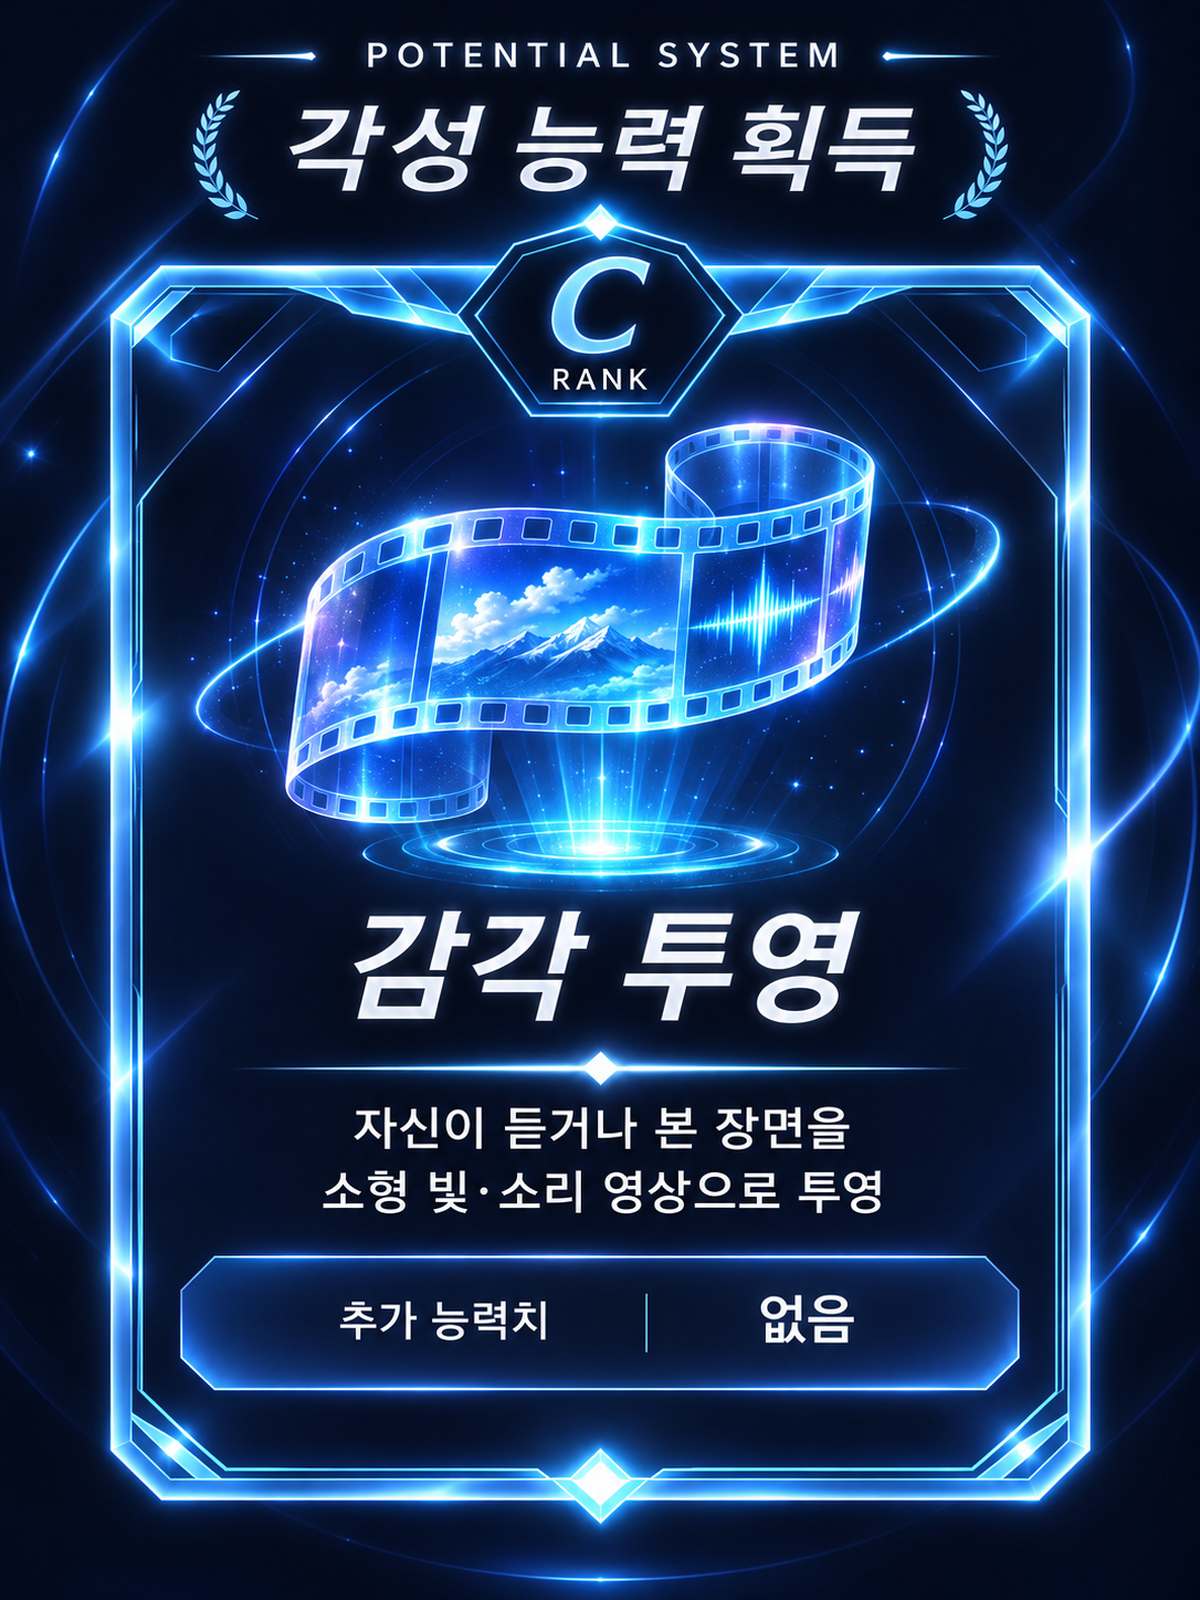 POTENTIAL SYSTEM
각성 능력 획득
C
RANK
감각 투영
자신이 듣거나 본 장면을
소형 빛·소리 영상으로 투영
추가 능력치 | 없음